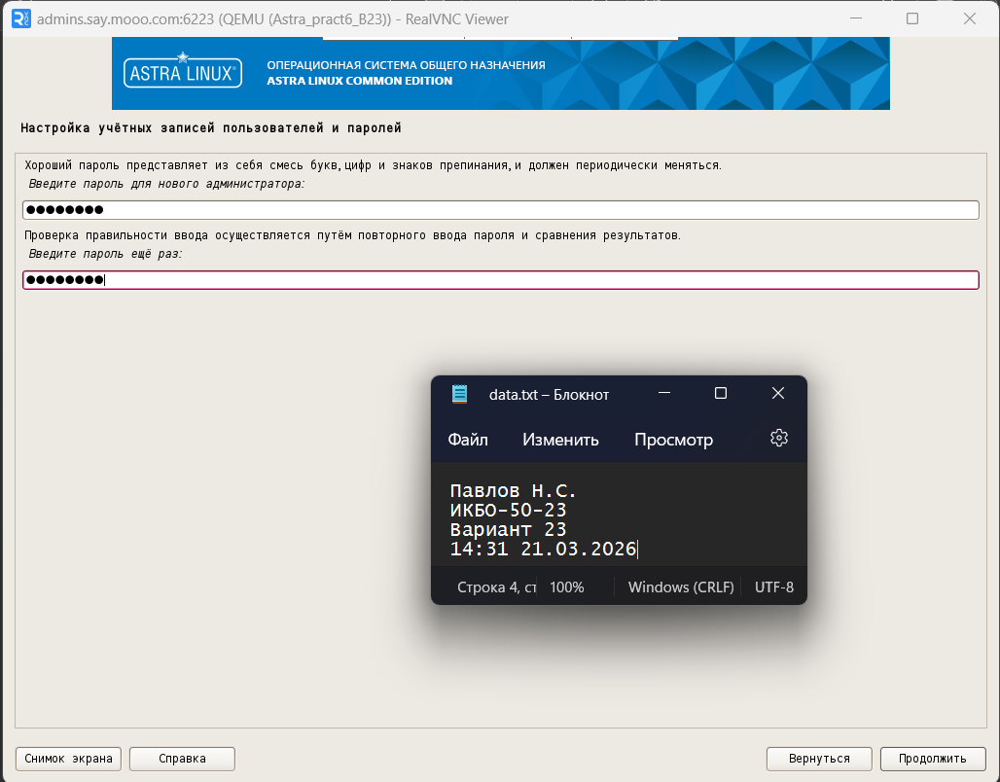 admins.say.mooo.com:6223 (QEMU (Astra_pract6_B23)) - RealVNC Viewer
ASTRA LINUX®
ОПЕРАЦИОННАЯ СИСТЕМА ОБЩЕГО НАЗНАЧЕНИЯ
ASTRA LINUX COMMON EDITION
Настройка учётных записей пользователей и паролей
Хороший пароль представляет из себя смесь букв, цифр и знаков препинания, и должен периодически меняться.
Введите пароль для нового администратора:
●●●●●●●●
Проверка правильности ввода осуществляется путём повторного ввода пароля и сравнения результатов.
Введите пароль ещё раз:
●●●●●●●●
data.txt – Блокнот
Файл Изменить Просмотр
Павлов Н.С.
ИКБО-50-23
Вариант 23
14:31 21.03.2026
Строка 4, ст 100% Windows (CRLF) UTF-8
Снимок экрана Справка Вернуться Продолжить